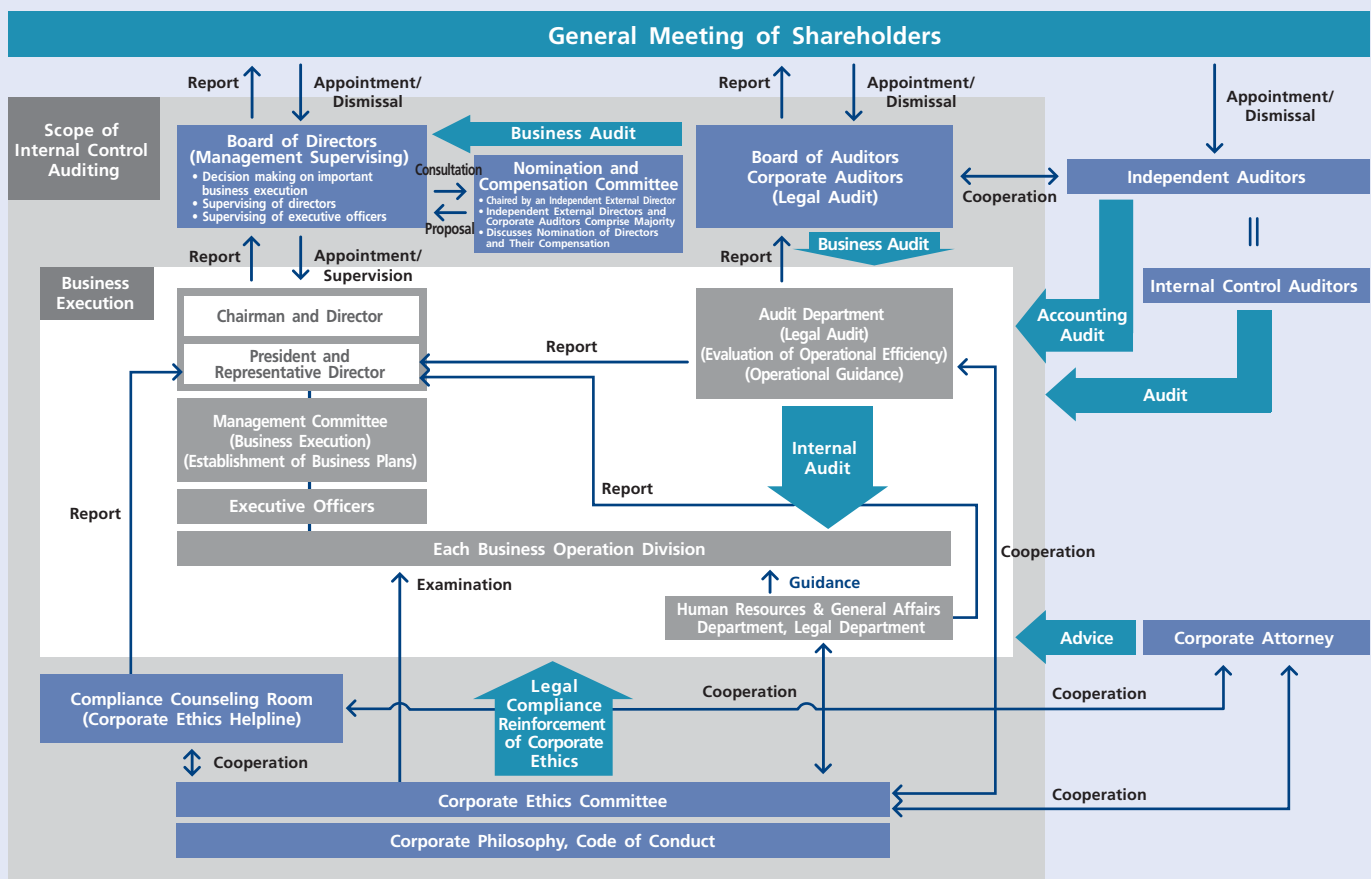 General Meeting of Shareholders
Report
Appointment/
Dismissal
Report
Appointment/
Dismissal
Appointment/
Dismissal
Scope of
Internal Control
Auditing
Board of Directors
(Management Supervising)
• Decision making on important
business execution
• Supervising of directors
• Supervising of executive officers
Business Audit
Consultation
Proposal
Nomination and
Compensation Committee
• Chaired by an Independent External Director
• Independent External Directors and
Corporate Auditors Comprise Majority
• Discusses Nomination of Directors
and Their Compensation
Board of Auditors
Corporate Auditors
(Legal Audit)
Cooperation
Independent Auditors
Report
Appointment/
Supervision
Report
Business Audit
Business
Execution
Internal Control Auditors
Chairman and Director
President and
Representative Director
Report
Audit Department
(Legal Audit)
(Evaluation of Operational Efficiency)
(Operational Guidance)
Accounting
Audit
Audit
Management Committee
(Business Execution)
(Establishment of Business Plans)
Internal
Audit
Executive Officers
Report
Report
Each Business Operation Division
Cooperation
Examination
Guidance
Human Resources & General Affairs
Department, Legal Department
Advice
Corporate Attorney
Compliance Counseling Room
(Corporate Ethics Helpline)
Legal
Compliance
Reinforcement
of Corporate
Ethics
Cooperation
Cooperation
Cooperation
Corporate Ethics Committee
Cooperation
Corporate Philosophy, Code of Conduct